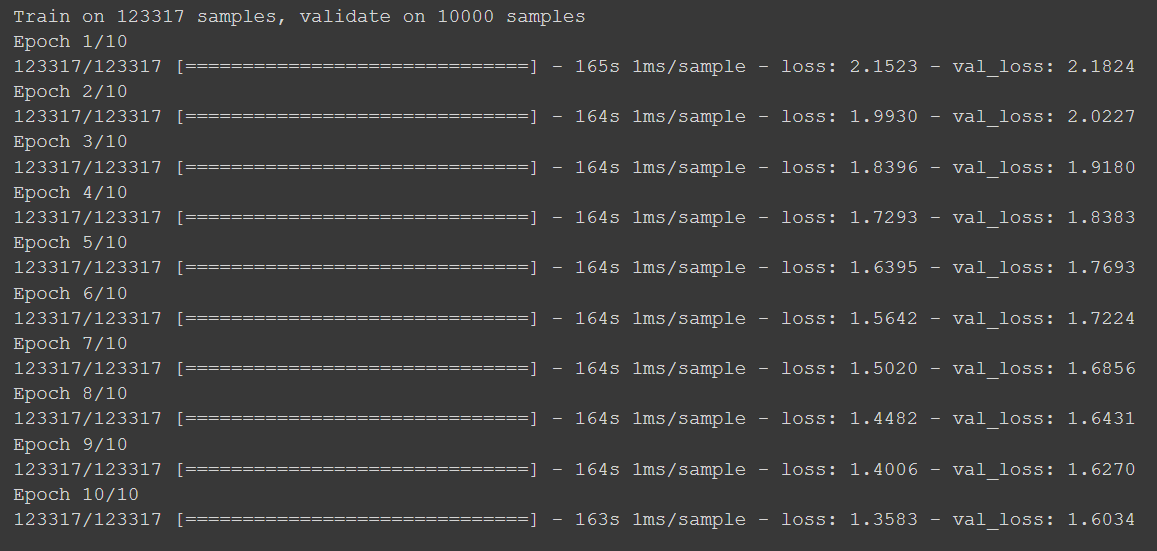 Train on 123317 samples, validate on 10000 samples
Epoch 1/10
123317/123317 [==============================] - 165s 1ms/sample - loss: 2.1523 - val_loss: 2.1824
Epoch 2/10
123317/123317 [==============================] - 164s 1ms/sample - loss: 1.9930 - val_loss: 2.0227
Epoch 3/10
123317/123317 [==============================] - 164s 1ms/sample - loss: 1.8396 - val_loss: 1.9180
Epoch 4/10
123317/123317 [==============================] - 164s 1ms/sample - loss: 1.7293 - val_loss: 1.8383
Epoch 5/10
123317/123317 [==============================] - 164s 1ms/sample - loss: 1.6395 - val_loss: 1.7693
Epoch 6/10
123317/123317 [==============================] - 164s 1ms/sample - loss: 1.5642 - val_loss: 1.7224
Epoch 7/10
123317/123317 [==============================] - 164s 1ms/sample - loss: 1.5020 - val_loss: 1.6856
Epoch 8/10
123317/123317 [==============================] - 164s 1ms/sample - loss: 1.4482 - val_loss: 1.6431
Epoch 9/10
123317/123317 [==============================] - 164s 1ms/sample - loss: 1.4006 - val_loss: 1.6270
Epoch 10/10
123317/123317 [==============================] - 163s 1ms/sample - loss: 1.3583 - val_loss: 1.6034